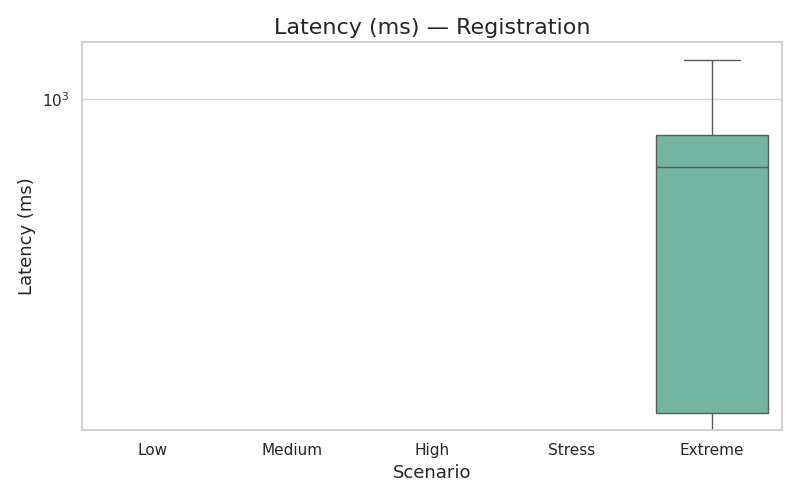 Latency (ms) — Registration
10³
Latency (ms)
Low Medium High Stress Extreme
Scenario